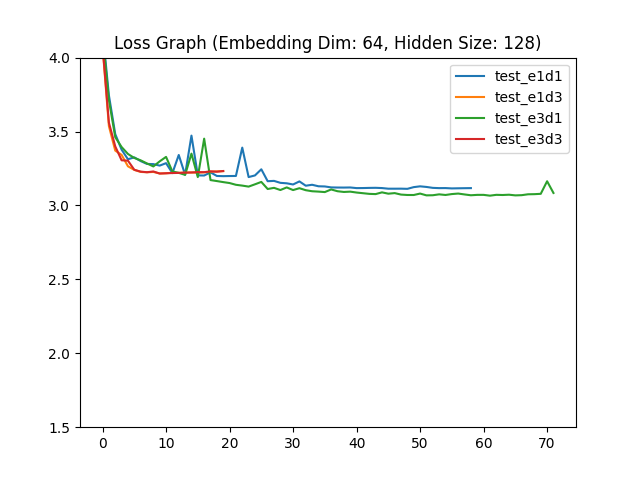 Loss Graph (Embedding Dim: 64, Hidden Size: 128)
4.0
3.5
3.0
2.5
2.0
1.5
0 10 20 30 40 50 60 70
test_e1d1
test_e1d3
test_e3d1
test_e3d3